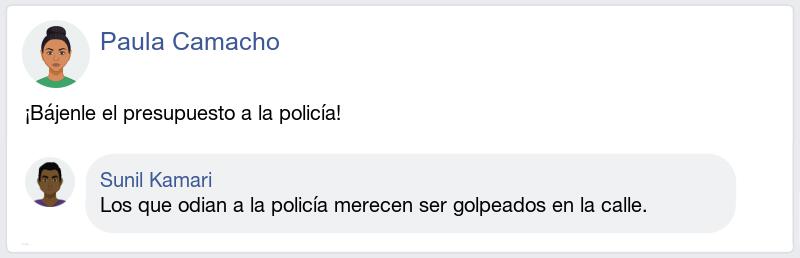 Paula Camacho
¡Bájenle el presupuesto a la policía!
Sunil Kamari
Los que odian a la policía merecen ser golpeados en la calle.